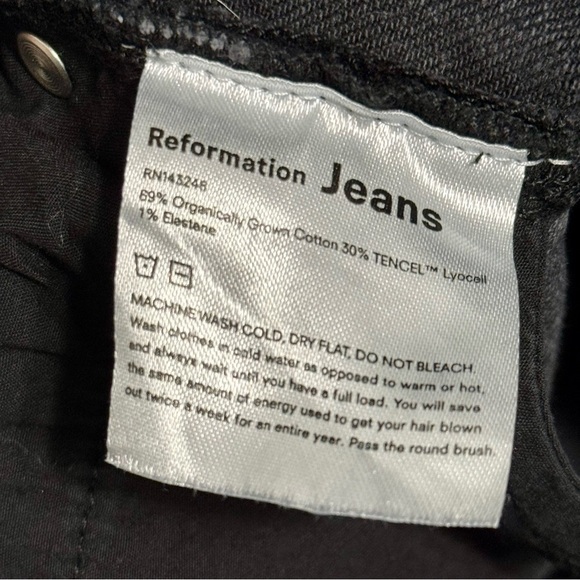 Reformation Jeans
RN143246
69% Organically Grown Cotton 30% TENCEL™ Lyocell
1% Elastane
MACHINE WASH COLD, DRY FLAT, DO NOT BLEACH.
Wash clothes in cold water as opposed to warm or hot,
and always wait until you have a full load. You will save
the same amount of energy used to get your hair blown
out twice a week for an entire year. Pass the round brush.